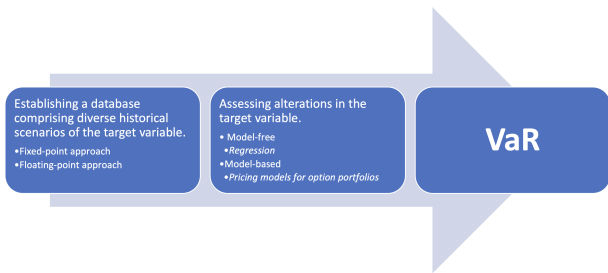 Establishing a database
comprising diverse historical
scenarios of the target variable.
•Fixed-point approach
•Floating-point approach
Assessing alterations in the
target variable.
• Model-free
•Regression
•Model-based
•Pricing models for option portfolios
VaR